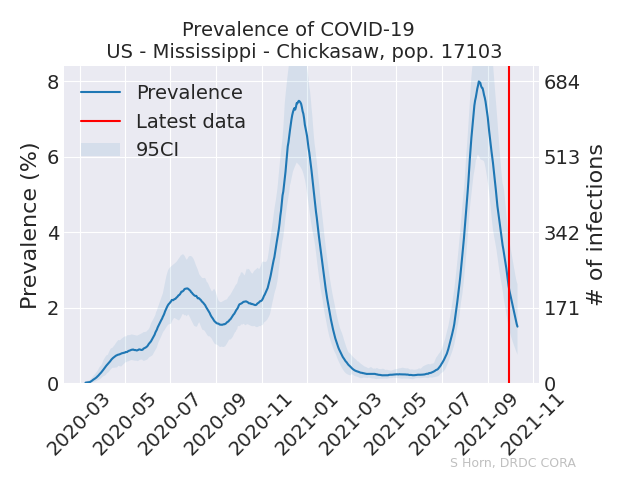 Prevalence of COVID-19
US - Mississippi - Chickasaw, pop. 17103
Prevalence
Latest data
95CI
Prevalence (%)
8
6
4
2
0
# of infections
684
513
342
171
0
2020-03
2020-05
2020-07
2020-09
2020-11
2021-01
2021-03
2021-05
2021-07
2021-09
2021-11
S Horn, DRDC CORA